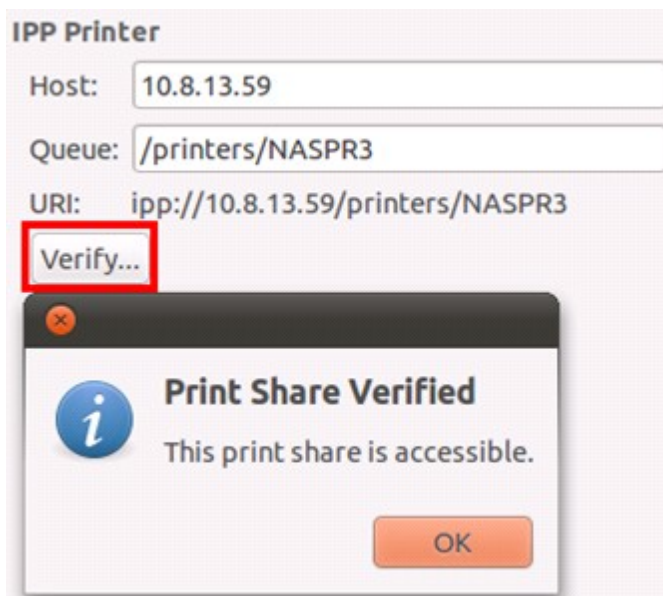 IPP Printer
Host: 10.8.13.59
Queue: /printers/NASPR3
URI: ipp://10.8.13.59/printers/NASPR3
Verify...
Print Share Verified
This print share is accessible.
OK